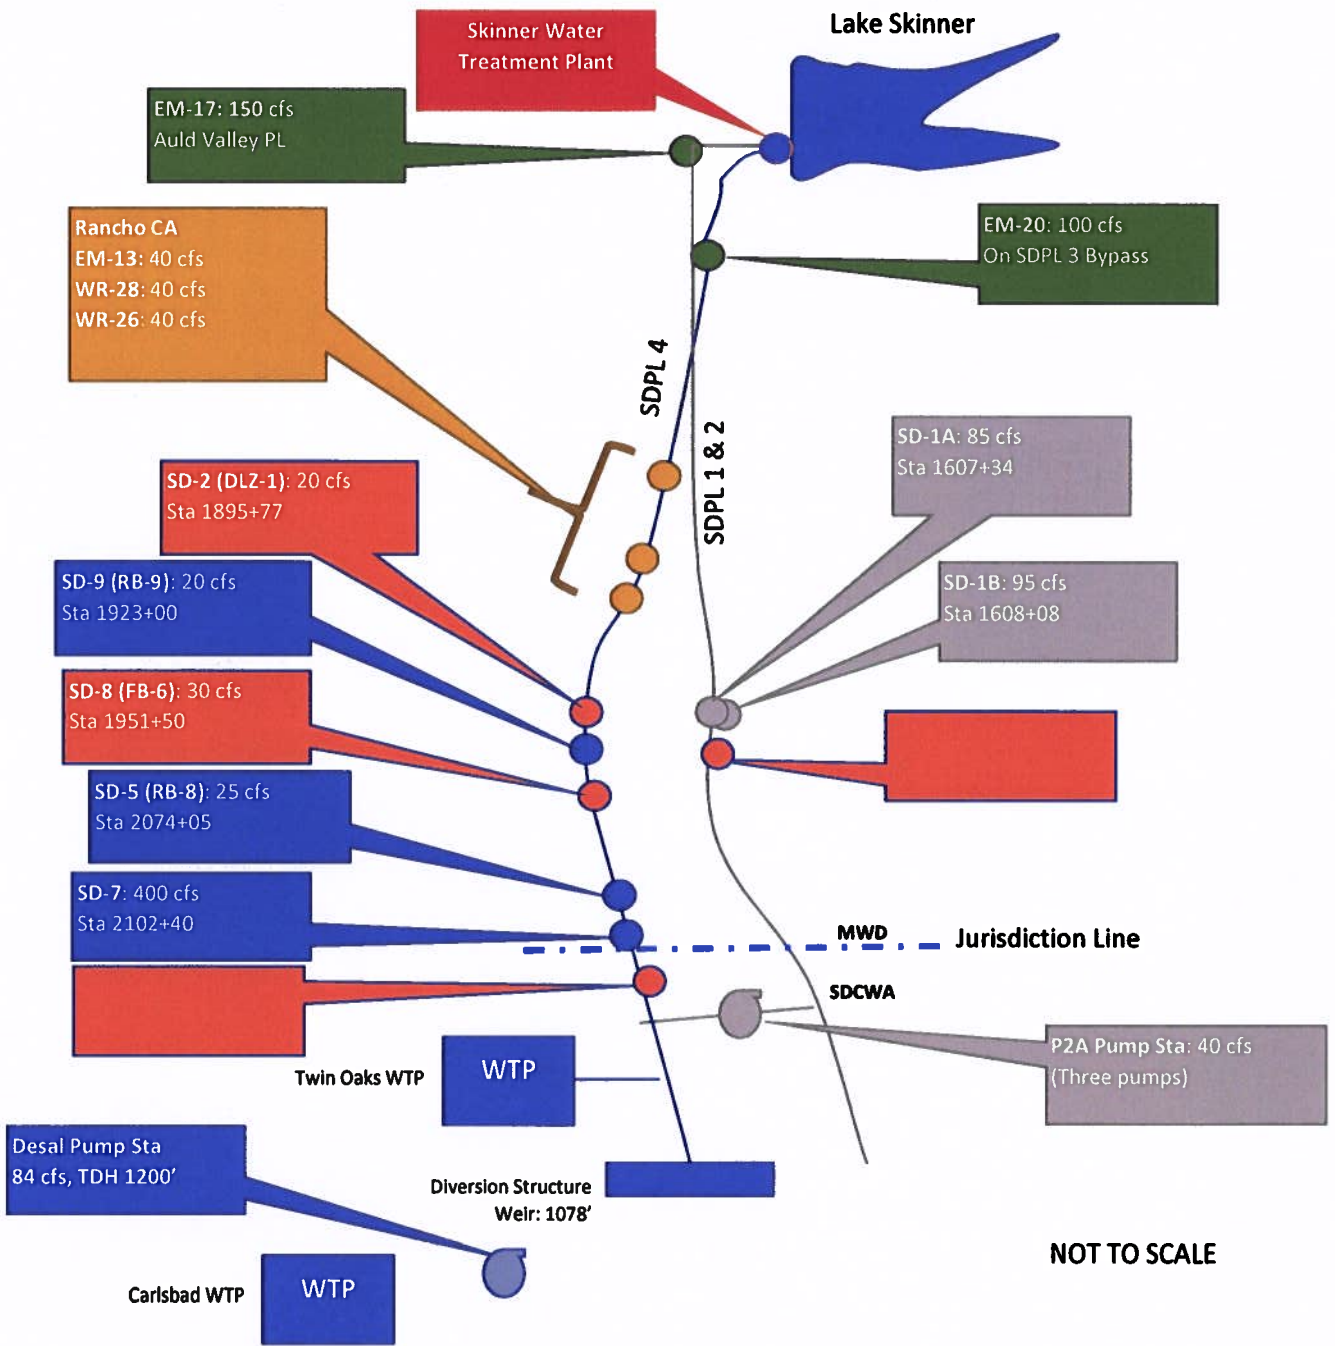 Lake Skinner
Skinner Water
Treatment Plant
EM-17: 150 cfs
Auld Valley PL
Rancho CA
EM-13: 40 cfs
WR-28: 40 cfs
WR-26: 40 cfs
EM-20: 100 cfs
On SDPL 3 Bypass
SDPL 4
SDPL 1 & 2
SD-1A: 85 cfs
Sta 1607+34
SD-2 (DLZ-1): 20 cfs
Sta 1895+77
SD-9 (RB-9): 20 cfs
Sta 1923+00
SD-1B: 95 cfs
Sta 1608+08
SD-8 (FB-6): 30 cfs
Sta 1951+50
SD-5 (RB-8): 25 cfs
Sta 2074+05
SD-7: 400 cfs
Sta 2102+40
MWD
Jurisdiction Line
SDCWA
P2A Pump Sta: 40 cfs
(Three pumps)
Twin Oaks WTP
WTP
Desal Pump Sta
84 cfs, TDH 1200’
Diversion Structure
Weir: 1078’
NOT TO SCALE
Carlsbad WTP
WTP